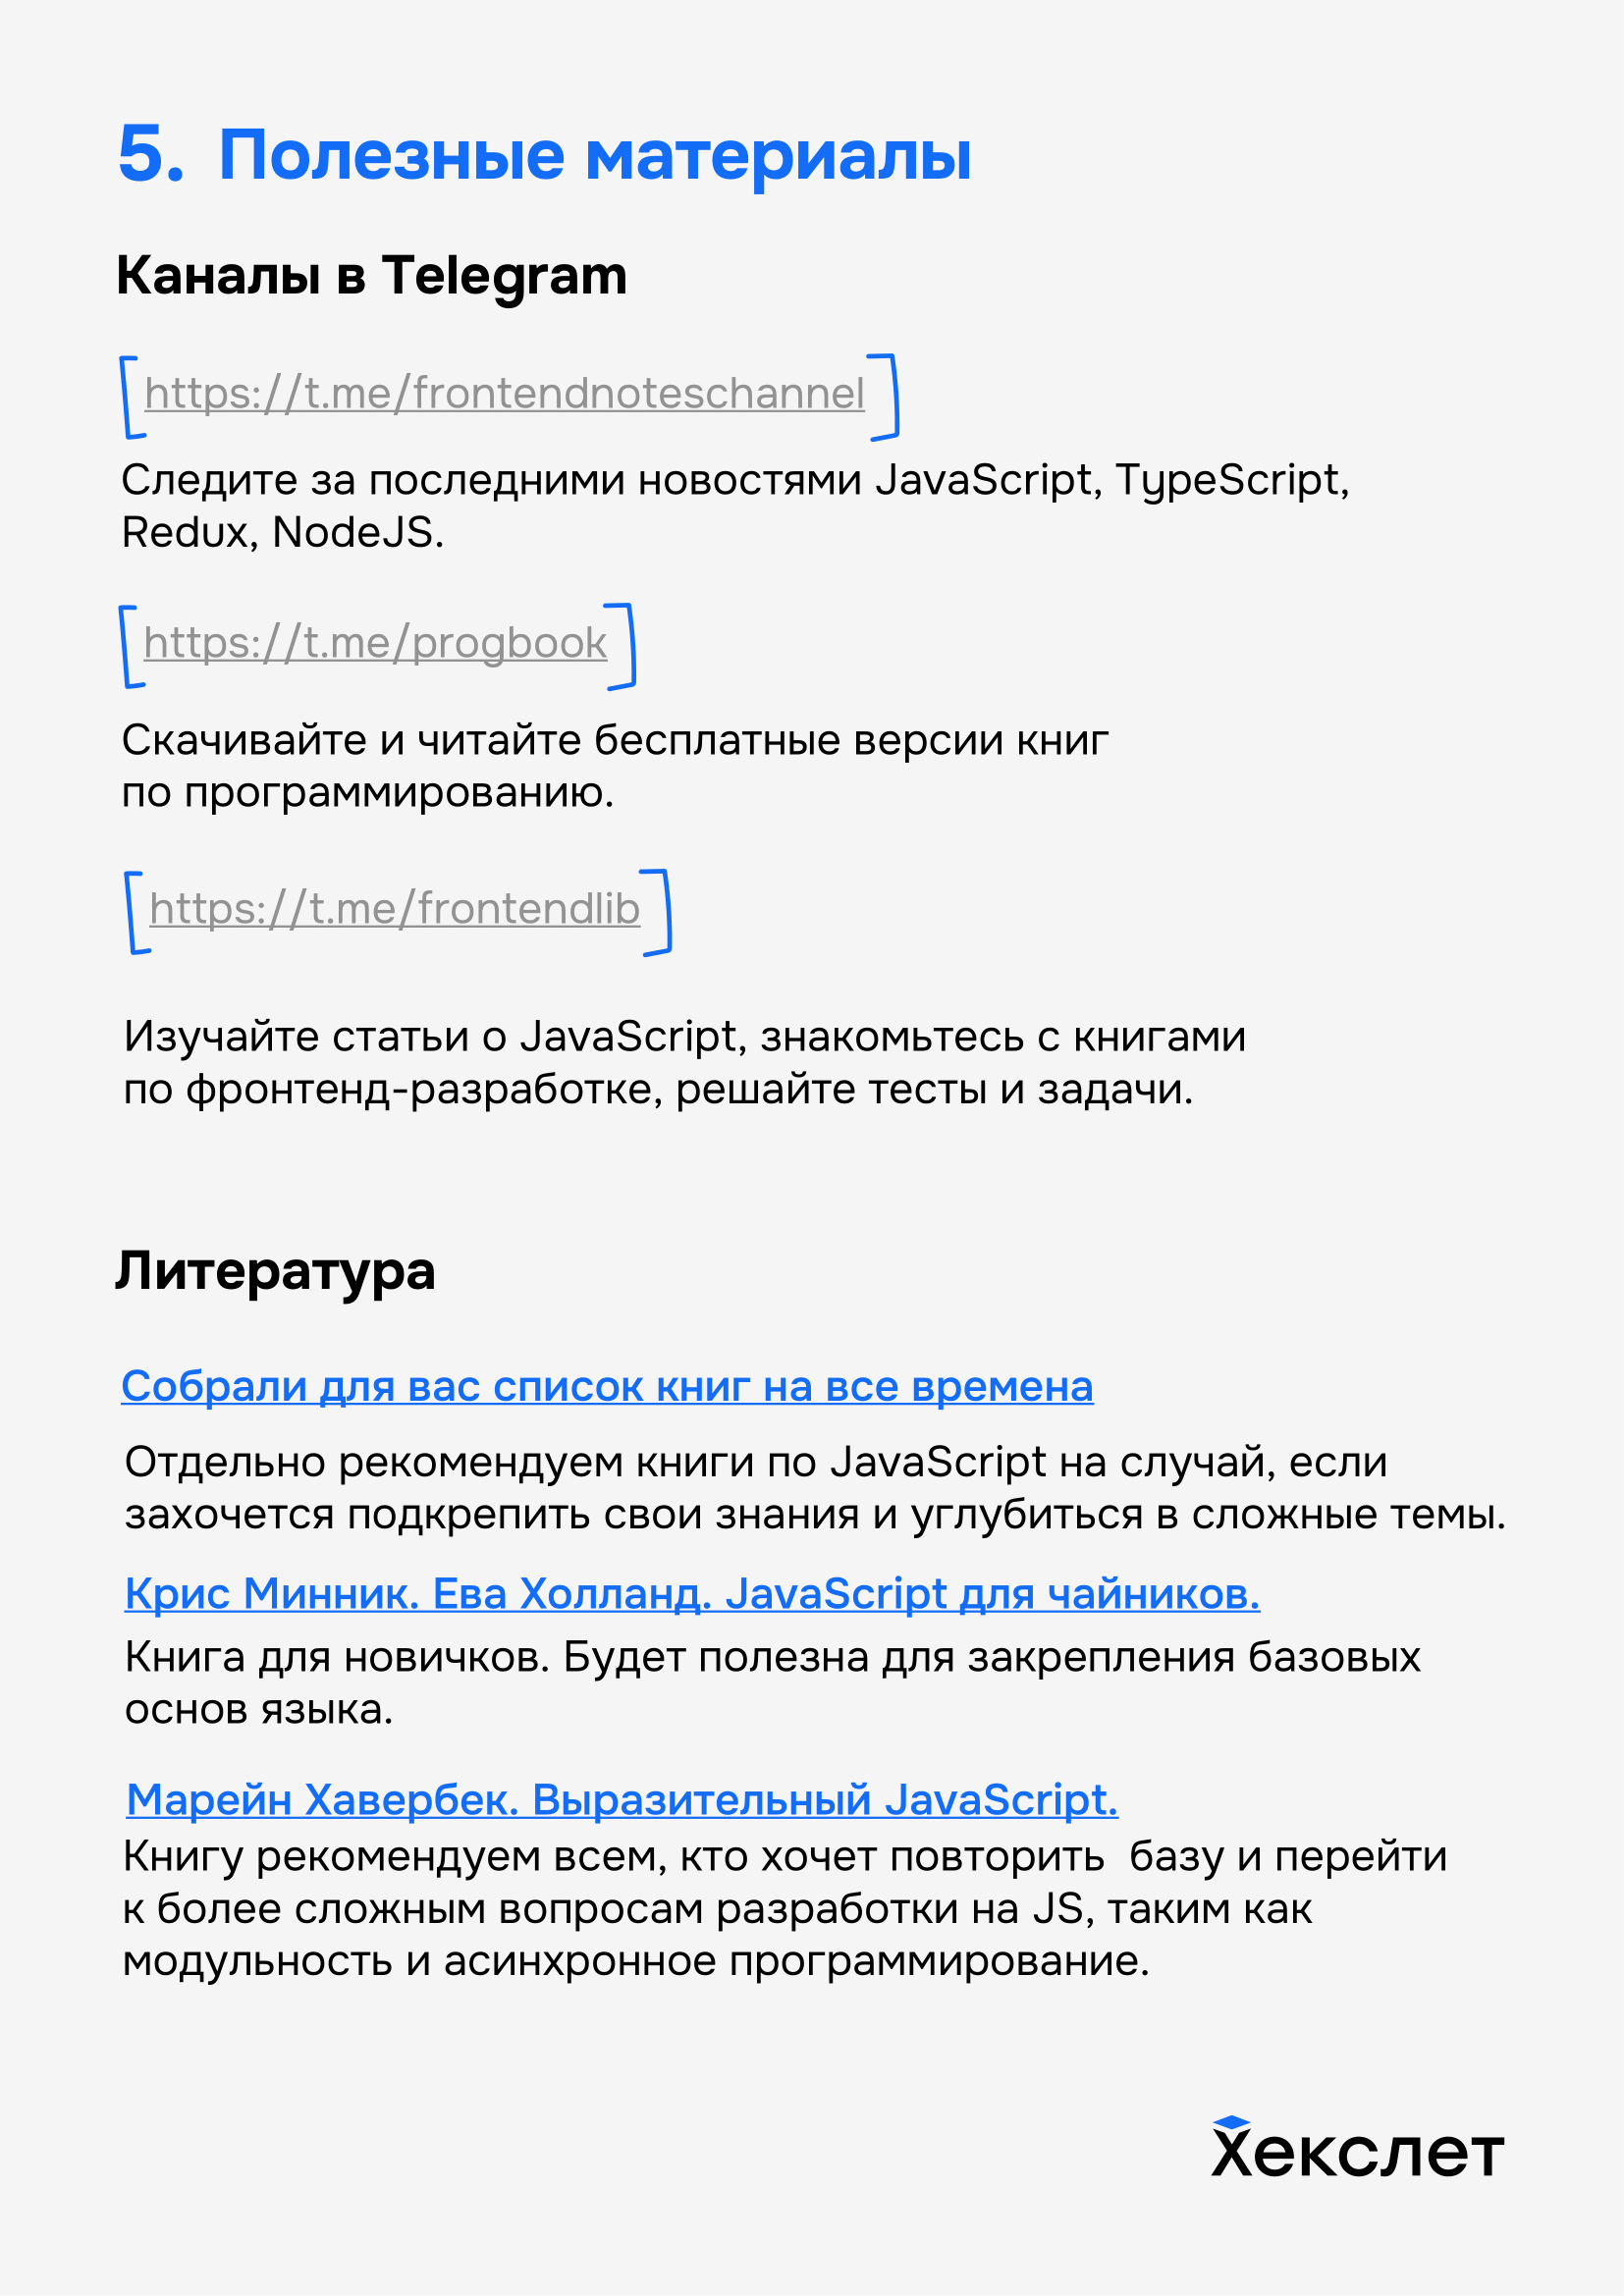 5. Полезные материалы
Каналы в Telegram
https://t.me/frontendnoteschannel
Следите за последними новостями JavaScript, TypeScript,
Redux, NodeJS.
https://t.me/progbook
Скачивайте и читайте бесплатные версии книг
по программированию.
https://t.me/frontendlib
Изучайте статьи о JavaScript, знакомьтесь с книгами
по фронтенд-разработке, решайте тесты и задачи.
Литература
Собрали для вас список книг на все времена
Отдельно рекомендуем книги по JavaScript на случай, если
захочется подкрепить свои знания и углубиться в сложные темы.
Крис Минник. Ева Холланд. JavaScript для чайников.
Книга для новичков. Будет полезна для закрепления базовых
основ языка.
Марейн Хавербек. Выразительный JavaScript.
Книгу рекомендуем всем, кто хочет повторить  базу и перейти
к более сложным вопросам разработки на JS, таким как
модульность и асинхронное программирование.
Хекслет